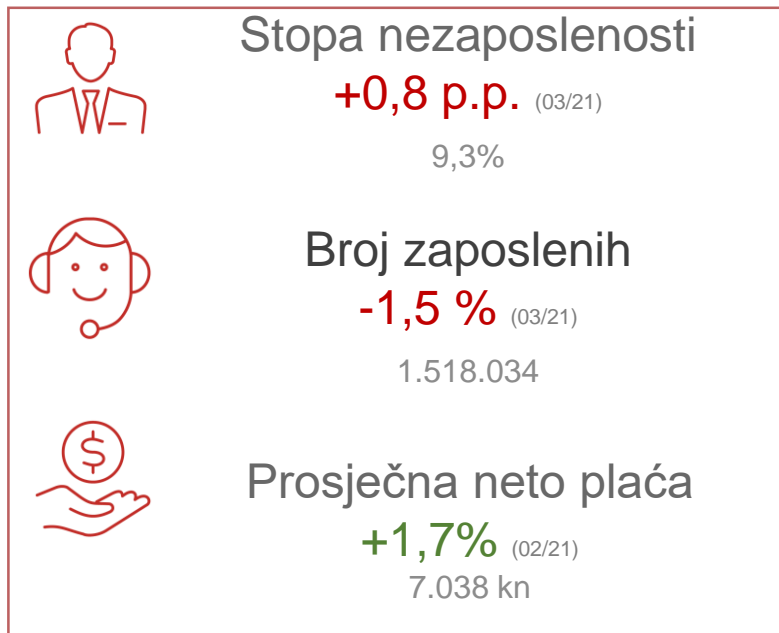 Stopa nezaposlenosti
+0,8 p.p. (03/21)
9,3%
Broj zaposlenih
-1,5 % (03/21)
1.518.034
$
Prosječna neto plaća
+1,7% (02/21)
7.038 kn